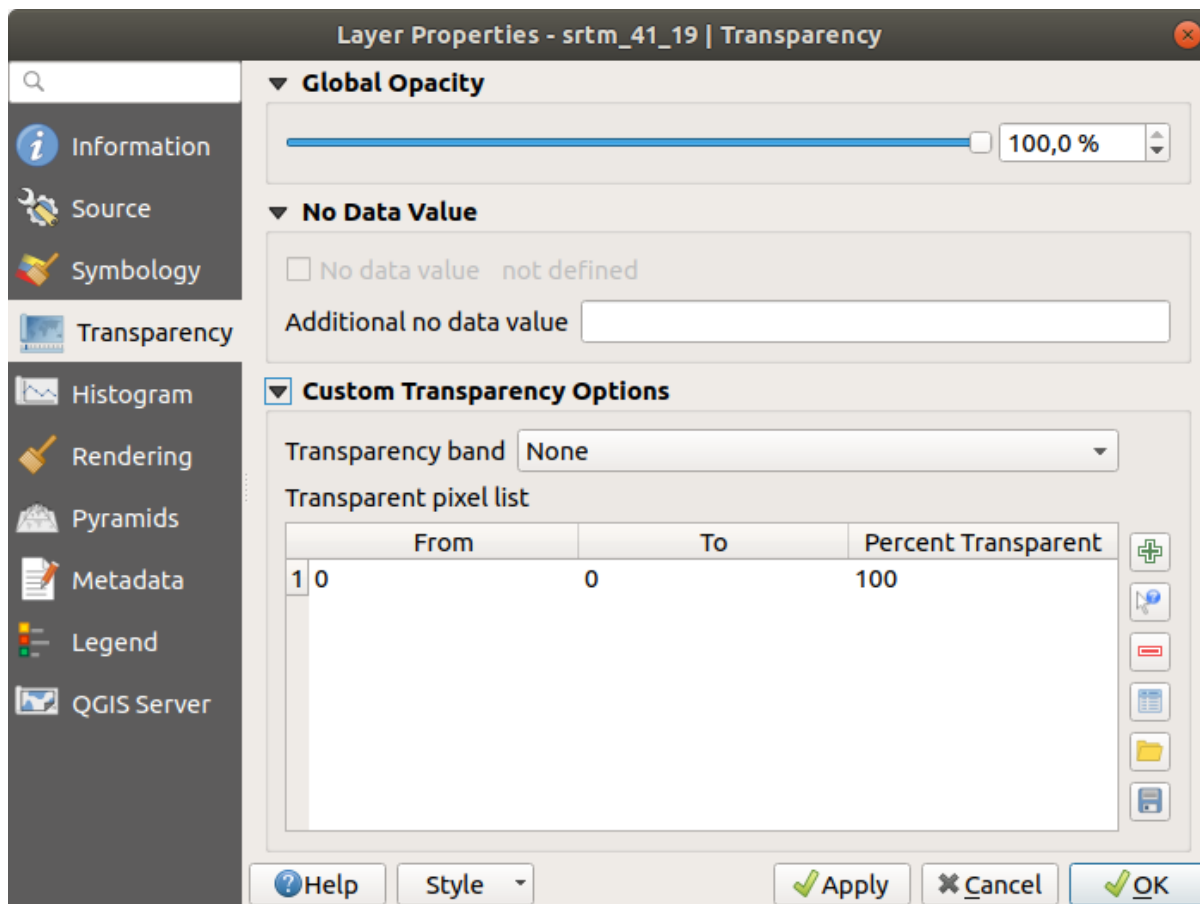 Layer Properties - srtm_41_19 | Transparency
Information
Source
Symbology
Transparency
Histogram
Rendering
Pyramids
Metadata
Legend
QGIS Server
Global Opacity
100,0 %
No Data Value
No data value not defined
Additional no data value
Custom Transparency Options
Transparency band None
Transparent pixel list
From To Percent Transparent
1 0 0 100
Help Style Apply Cancel OK